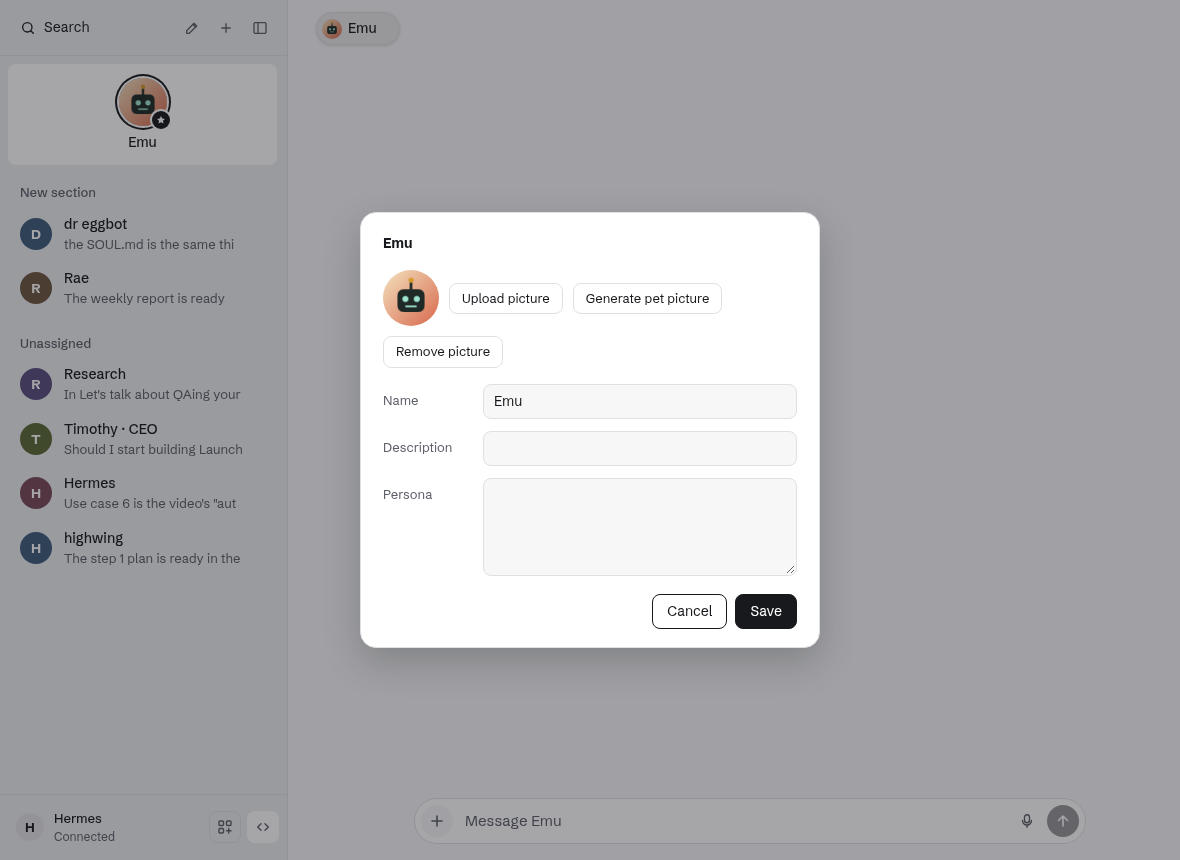 Search
Emu
Emu
New section
D
dr eggbot
the SOUL.md is the same thi
R
Rae
The weekly report is ready
Unassigned
R
Research
In Let's talk about QAing your
T
Timothy · CEO
Should I start building Launch
H
Hermes
Use case 6 is the video's "aut
H
highwing
The step 1 plan is ready in the
H
Hermes
Connected
Emu
Upload picture
Generate pet picture
Remove picture
Name
Emu
Description
Persona
Cancel
Save
Message Emu